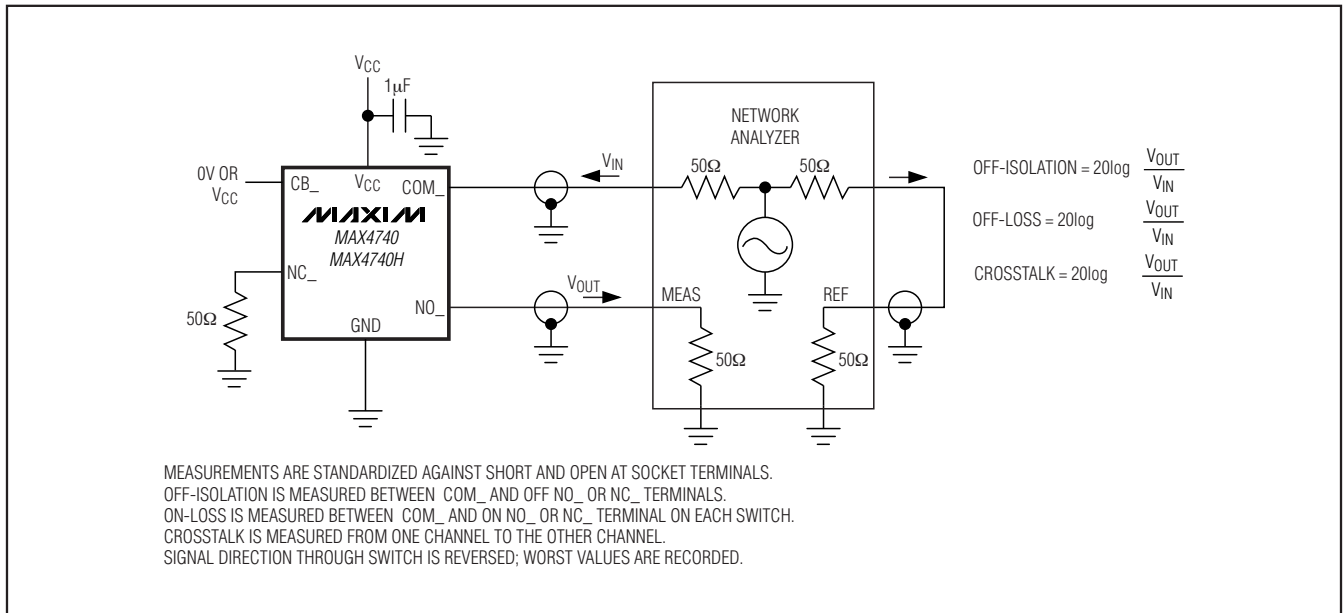 VCC
1µF
0V OR
VCC
CB_
VCC
COM_
MAXIM
MAX4740
MAX4740H
NC_
NO_
GND
50Ω
VIN
VOUT
NETWORK
ANALYZER
50Ω
50Ω
MEAS
REF
50Ω
50Ω
OFF-ISOLATION = 20log VOUT
VIN
OFF-LOSS = 20log VOUT
VIN
CROSSTALK = 20log VOUT
VIN
MEASUREMENTS ARE STANDARDIZED AGAINST SHORT AND OPEN AT SOCKET TERMINALS.
OFF-ISOLATION IS MEASURED BETWEEN COM_ AND OFF NO_ OR NC_ TERMINALS.
ON-LOSS IS MEASURED BETWEEN COM_ AND ON NO_ OR NC_ TERMINAL ON EACH SWITCH.
CROSSTALK IS MEASURED FROM ONE CHANNEL TO THE OTHER CHANNEL.
SIGNAL DIRECTION THROUGH SWITCH IS REVERSED; WORST VALUES ARE RECORDED.